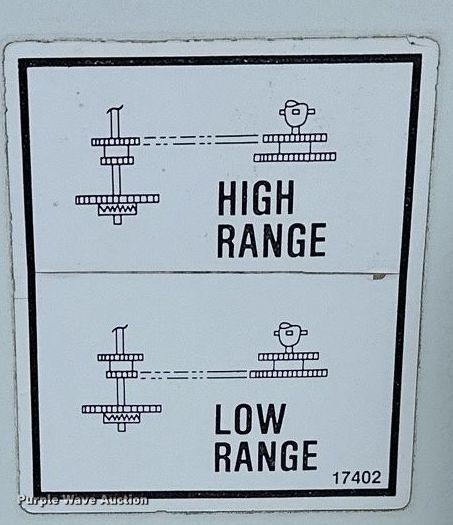 HIGH
RANGE
LOW
RANGE
17402
Purple Wave Auction